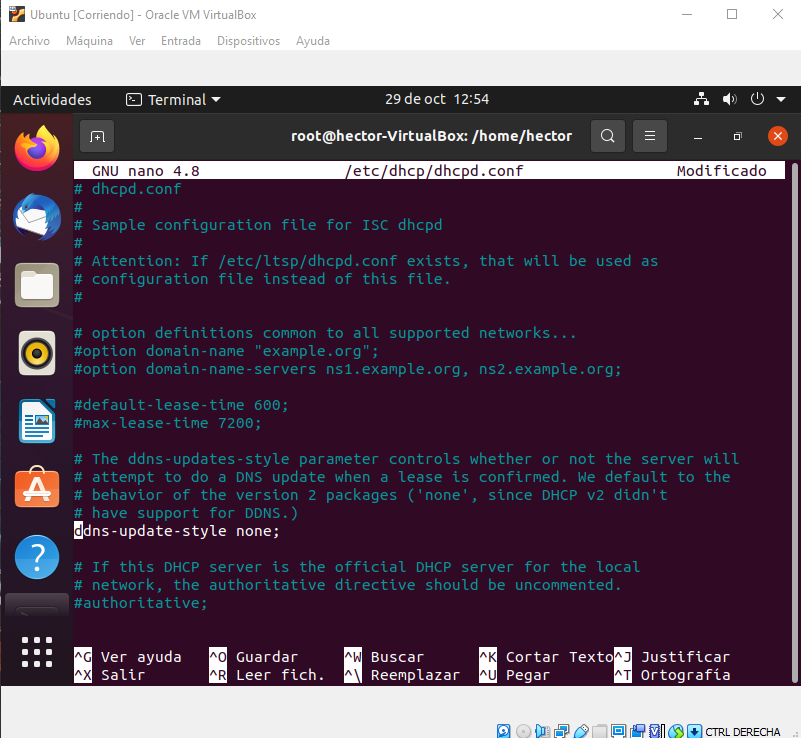 Ubuntu [Corriendo] - Oracle VM VirtualBox
Archivo Máquina Ver Entrada Dispositivos Ayuda
Actividades Terminal 29 de oct 12:54
root@hector-VirtualBox: /home/hector
GNU nano 4.8 /etc/dhcp/dhcpd.conf Modificado
# dhcpd.conf
#
# Sample configuration file for ISC dhcpd
#
# Attention: If /etc/ltsp/dhcpd.conf exists, that will be used as
# configuration file instead of this file.
#
# option definitions common to all supported networks...
#option domain-name "example.org";
#option domain-name-servers ns1.example.org, ns2.example.org;
#default-lease-time 600;
#max-lease-time 7200;
# The ddns-updates-style parameter controls whether or not the server will
# attempt to do a DNS update when a lease is confirmed. We default to the
# behavior of the version 2 packages ('none', since DHCP v2 didn't
# have support for DDNS.)
ddns-update-style none;
# If this DHCP server is the official DHCP server for the local
# network, the authoritative directive should be uncommented.
#authoritative;
^G Ver ayuda ^O Guardar ^W Buscar ^K Cortar Texto ^J Justificar
^X Salir ^R Leer fich. ^\ Reemplazar ^U Pegar ^T Ortografía
CTRL DERECHA